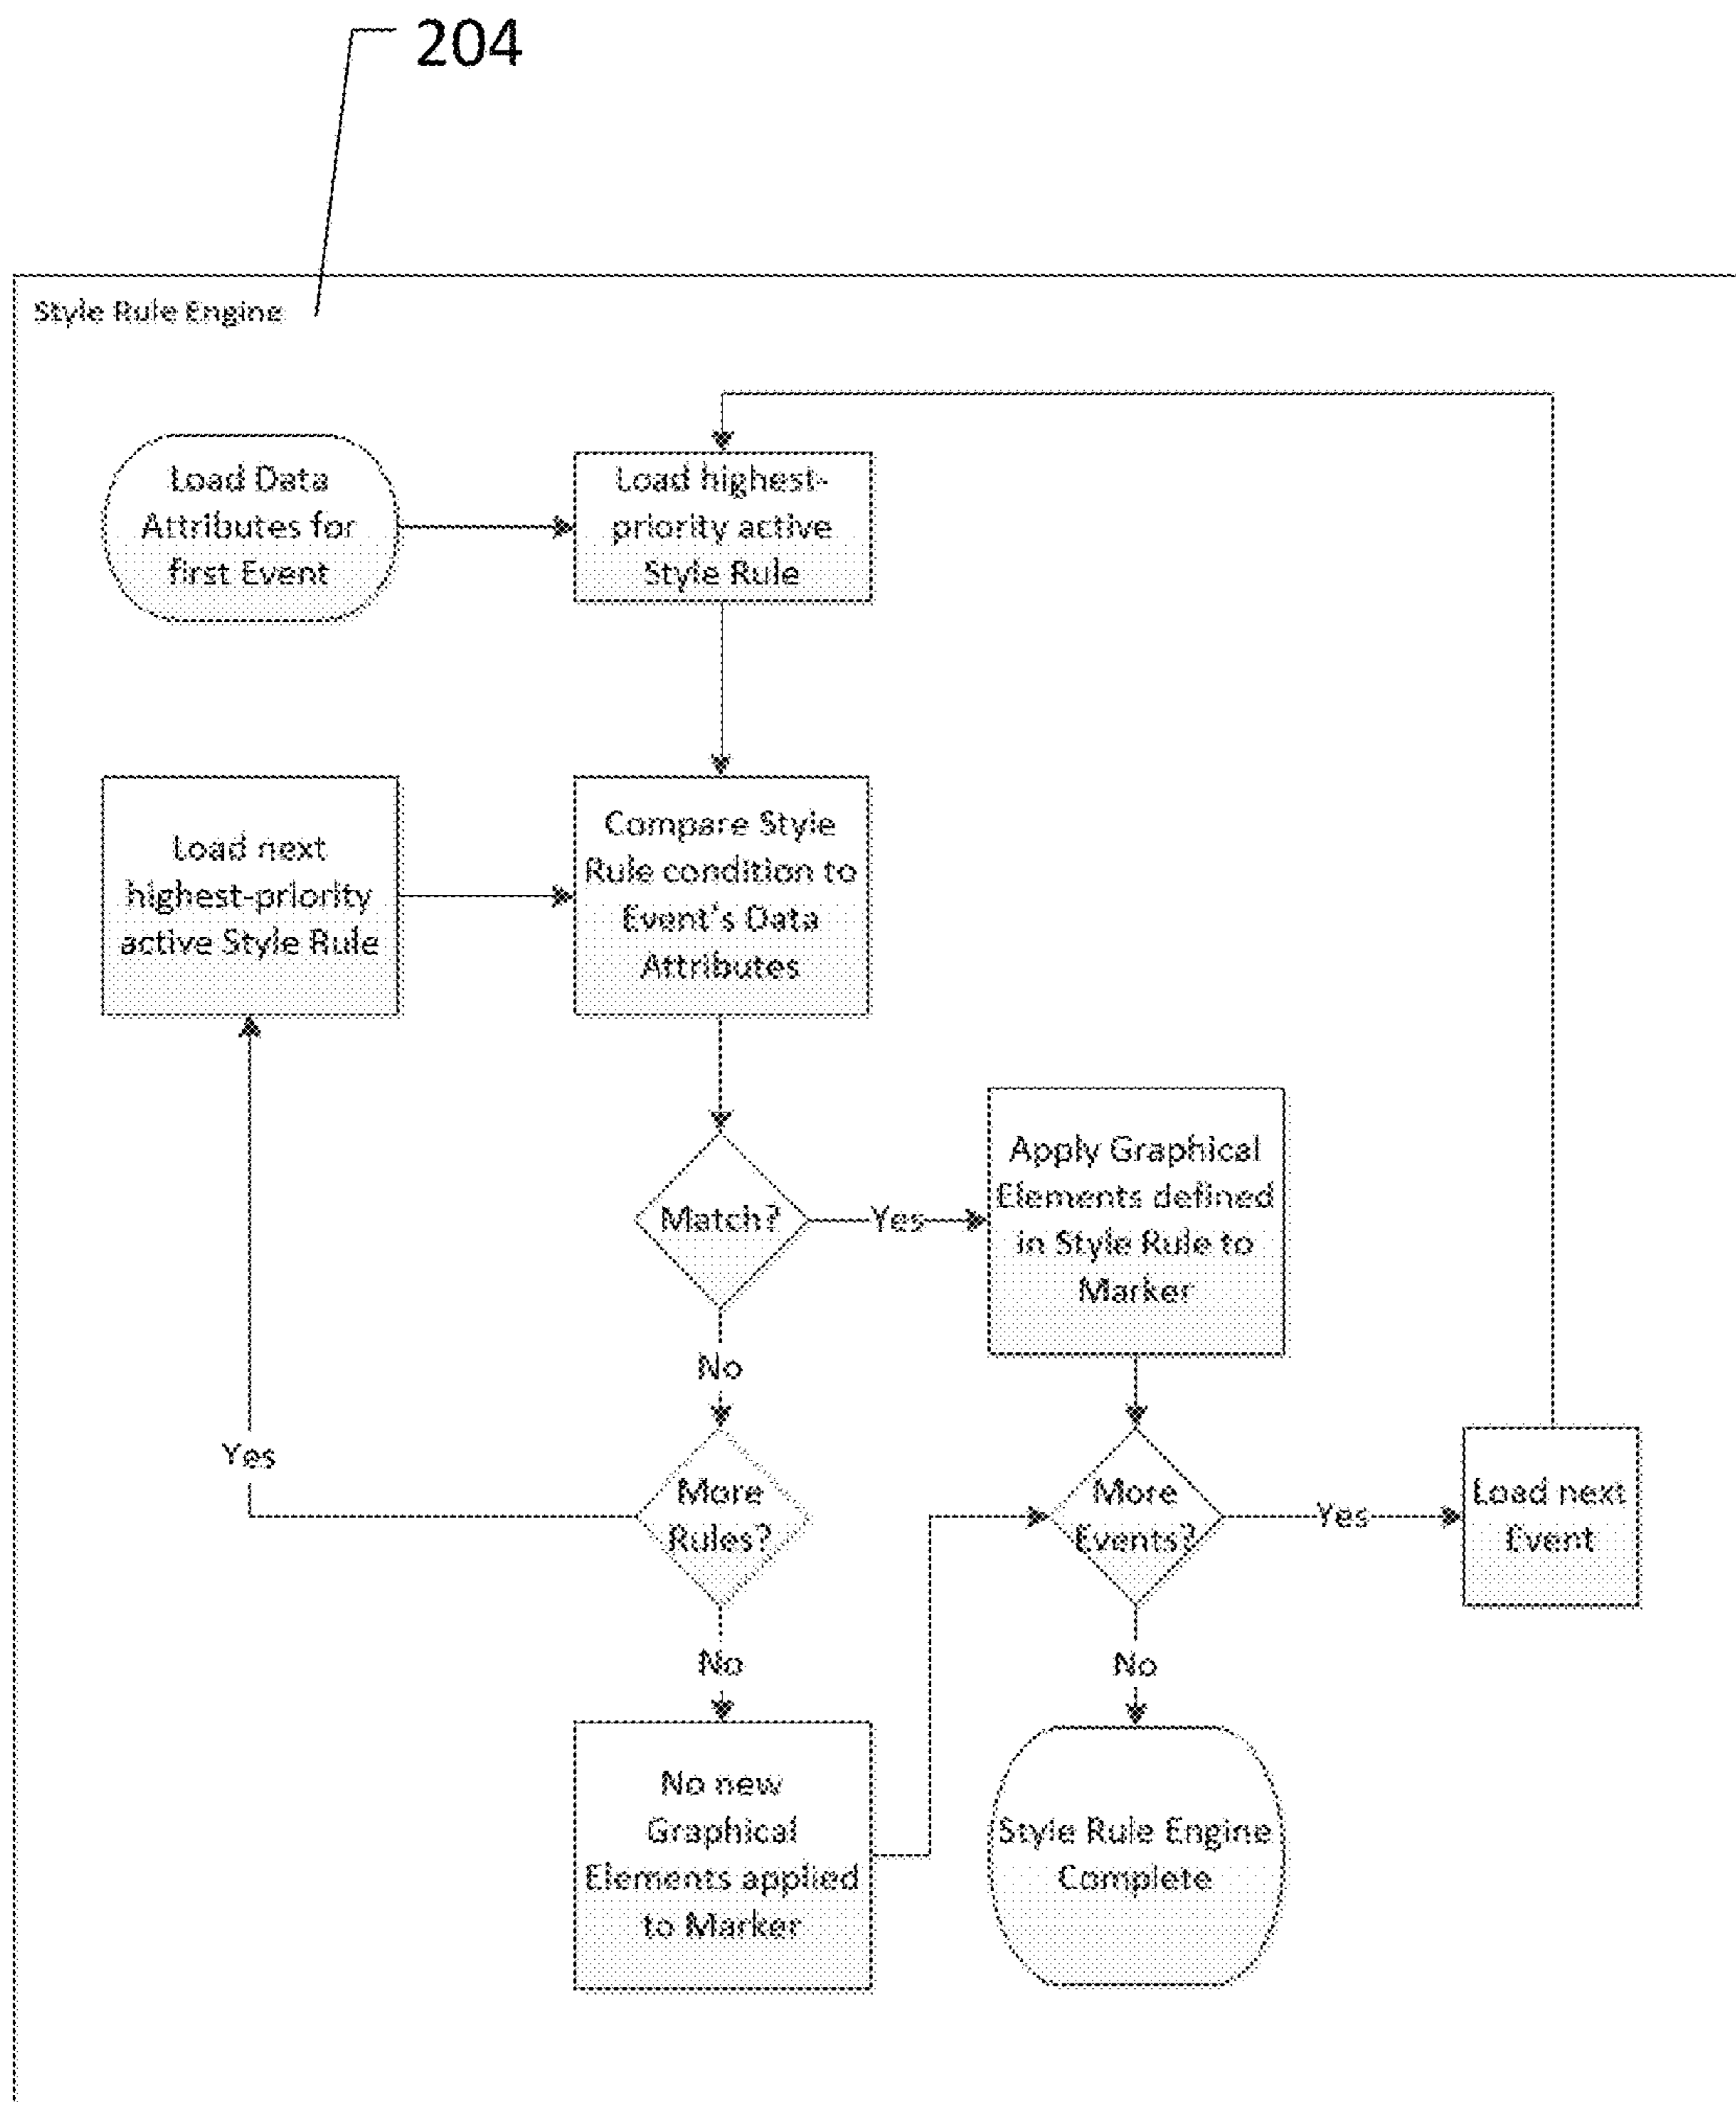 204
Style Rule Engine
Load Data
Attributes for
first Event
Load highest-
priority active
Style Rule
Load next
highest-priority
active Style Rule
Compare Style
Rule condition to
Event's Data
Attributes
Match?
Yes
Apply Graphical
Elements defined
in Style Rule to
Marker
No
Yes
More
Rules?
More
Events?
Yes
Load next
Event
No
No
No new
Graphical
Elements applied
to Marker
Style Rule Engine
Complete